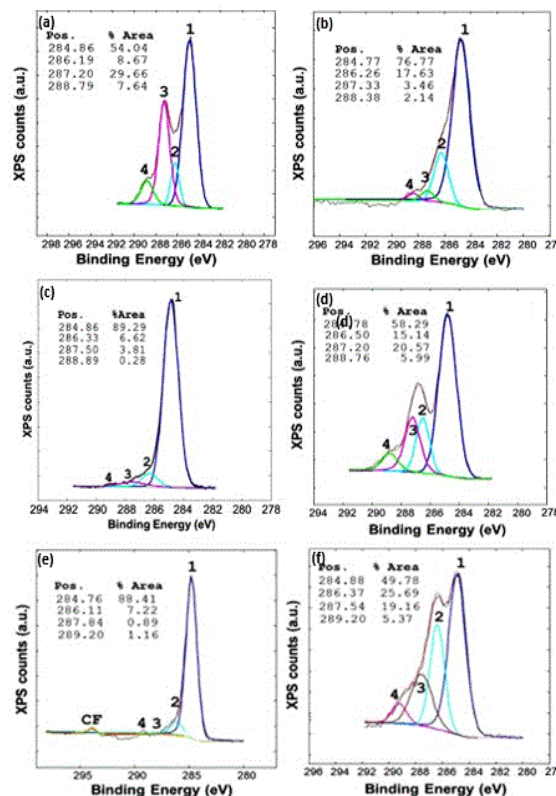 (a)
Pos. % Area
284.86 54.04
286.19 8.67
287.20 29.66
288.79 7.64
1
3
2
4
XPS counts (a.u.)
298 296 294 292 290 288 286 284 282 280 278
Binding Energy (eV)
(b)
Pos. % Area
284.77 76.77
286.26 17.63
287.33 3.46
288.38 2.14
1
2
3
4
XPS counts (a.u.)
296 294 292 290 288 286 284 282 280 27
Binding Energy (eV)
(c)
Pos. %Area
284.86 89.29
286.33 6.62
287.50 3.81
288.89 0.28
1
2
3
4
XPS counts (a.u.)
294 292 290 288 286 284 282 280 24
Binding Energy (eV)
(d)
(d)
Pos. % Area
58.29
286.50 15.14
287.20 20.57
288.76 5.99
1
2
3
4
XPS counts (a.u.)
294 292 290 288 286 284 282 280 278
Binding Energy (eV)
(e)
Pos. % Area
284.76 88.41
286.11 7.22
287.84 0.89
289.20 1.16
1
2
3
4
CF
XPS counts (a.u.)
295 290 285 280
Binding Energy (eV)
(f)
Pos. % Area
284.88 49.78
286.37 25.69
287.54 19.16
289.20 5.37
1
2
3
4
XPS counts (a.u.)
296 294 292 290 288 286 284 282 280 27
Binding Energy (eV)